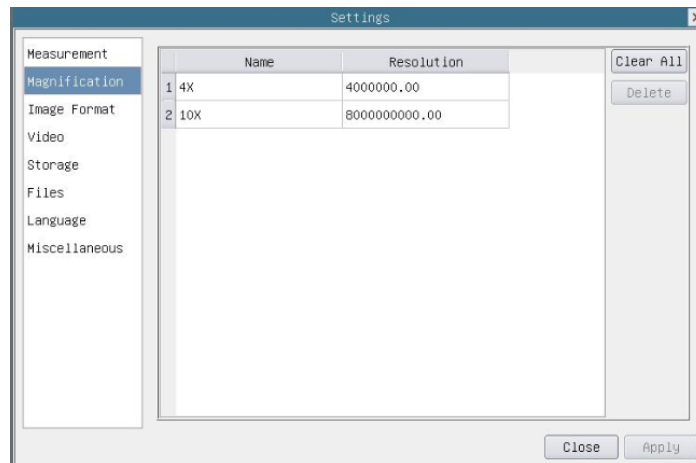 Settings
Measurement
Magnification
Image Format
Video
Storage
Files
Language
Miscellaneous
Name Resolution
1 4X 4000000.00
2 10X 8000000000.00
Clear All
Delete
Close Apply